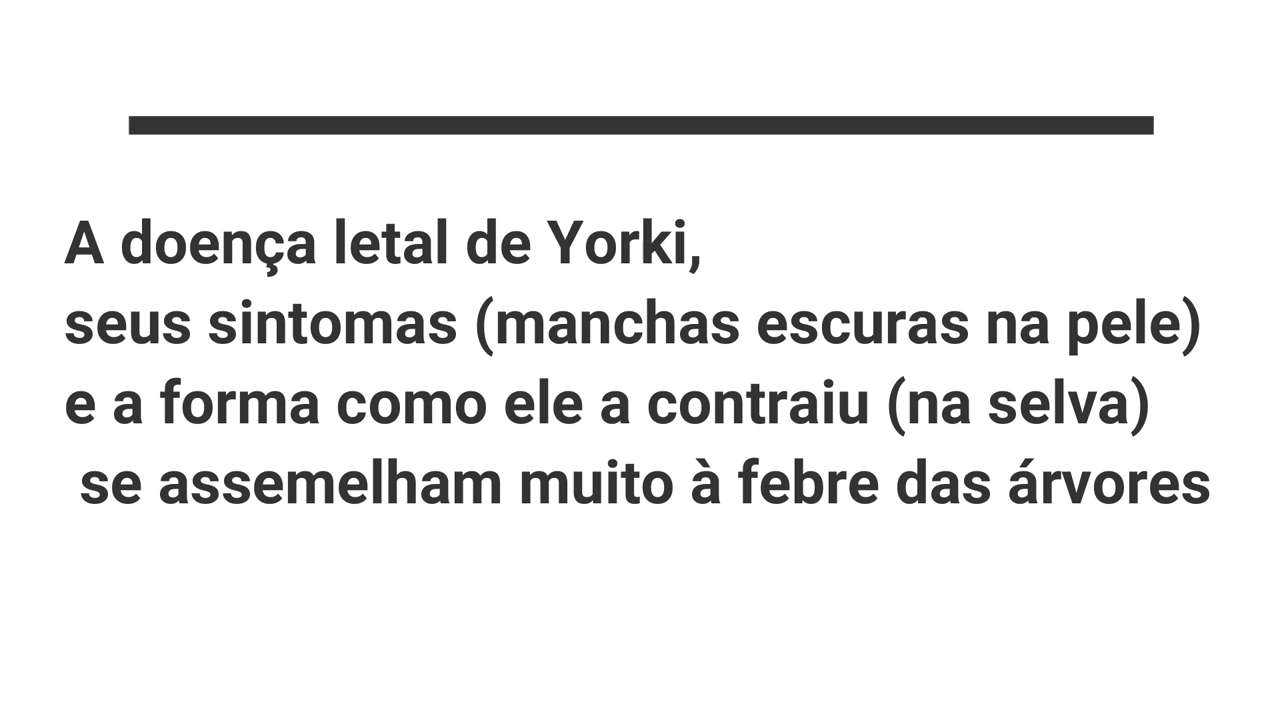 A doença letal de Yorki,
seus sintomas (manchas escuras na pele)
e a forma como ele a contraiu (na selva)
se assemelham muito à febre das árvores